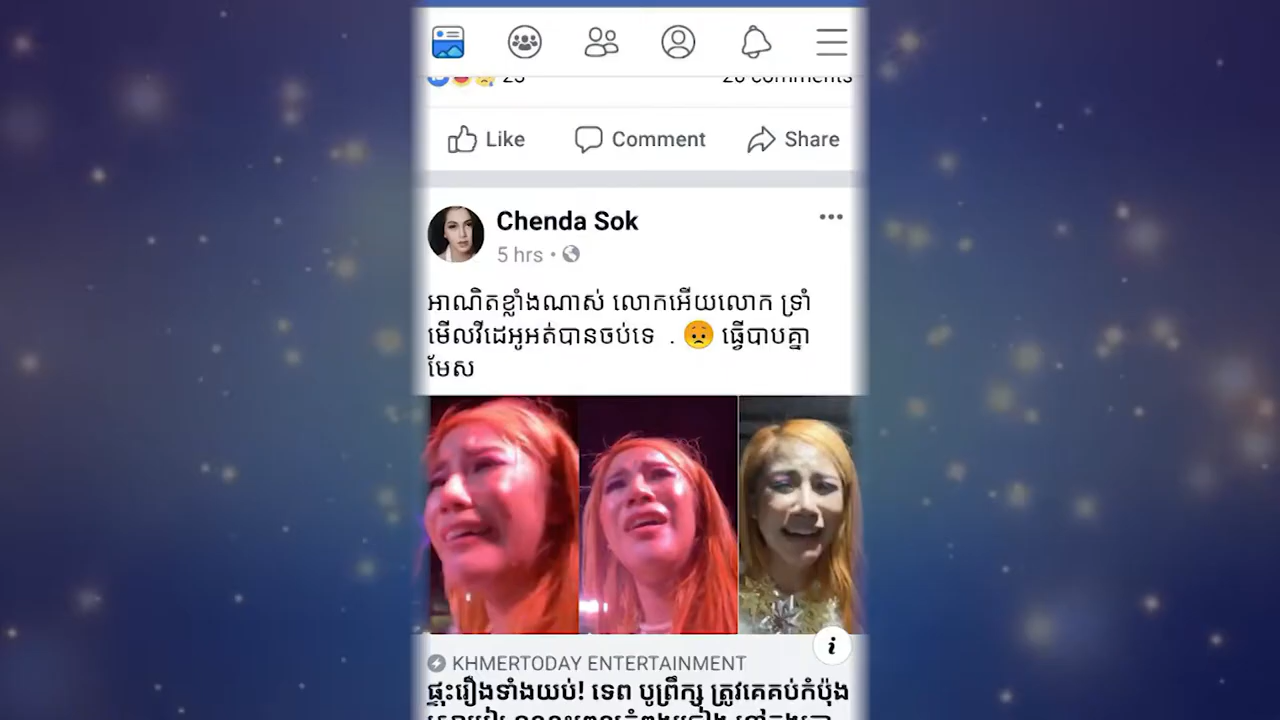 25
20 comments
Like
Comment
Share
Chenda Sok
5 hrs
អាណិតខ្លាំងណាស់ លោកអើយលោក ទ្រាំ
មើលវីដេអូអត់បានចប់ទេ . 😞 ធ្វើបាបគ្នា
មែស
KHMERTODAY ENTERTAINMENT
ផ្ទុះរឿងទាំងយប់! ទេព បូព្រឹក្ស ត្រូវគេគប់កំប៉ុង